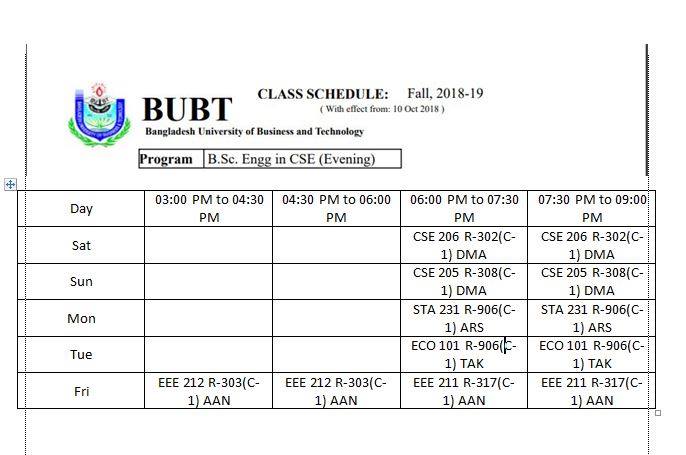 CLASS SCHEDULE: Fall, 2018-19
( With effect from: 10 Oct 2018 )
BUBT
Bangladesh University of Business and Technology
Program B.Sc. Engg in CSE (Evening)
Day 03:00 PM to 04:30 PM 04:30 PM to 06:00 PM 06:00 PM to 07:30 PM 07:30 PM to 09:00 PM
Sat CSE 206 R-302(C-1) DMA CSE 206 R-302(C-1) DMA
Sun CSE 205 R-308(C-1) DMA CSE 205 R-308(C-1) DMA
Mon STA 231 R-906(C-1) ARS STA 231 R-906(C-1) ARS
Tue ECO 101 R-906(C-1) TAK ECO 101 R-906(C-1) TAK
Fri EEE 212 R-303(C-1) AAN EEE 212 R-303(C-1) AAN EEE 211 R-317(C-1) AAN EEE 211 R-317(C-1) AAN